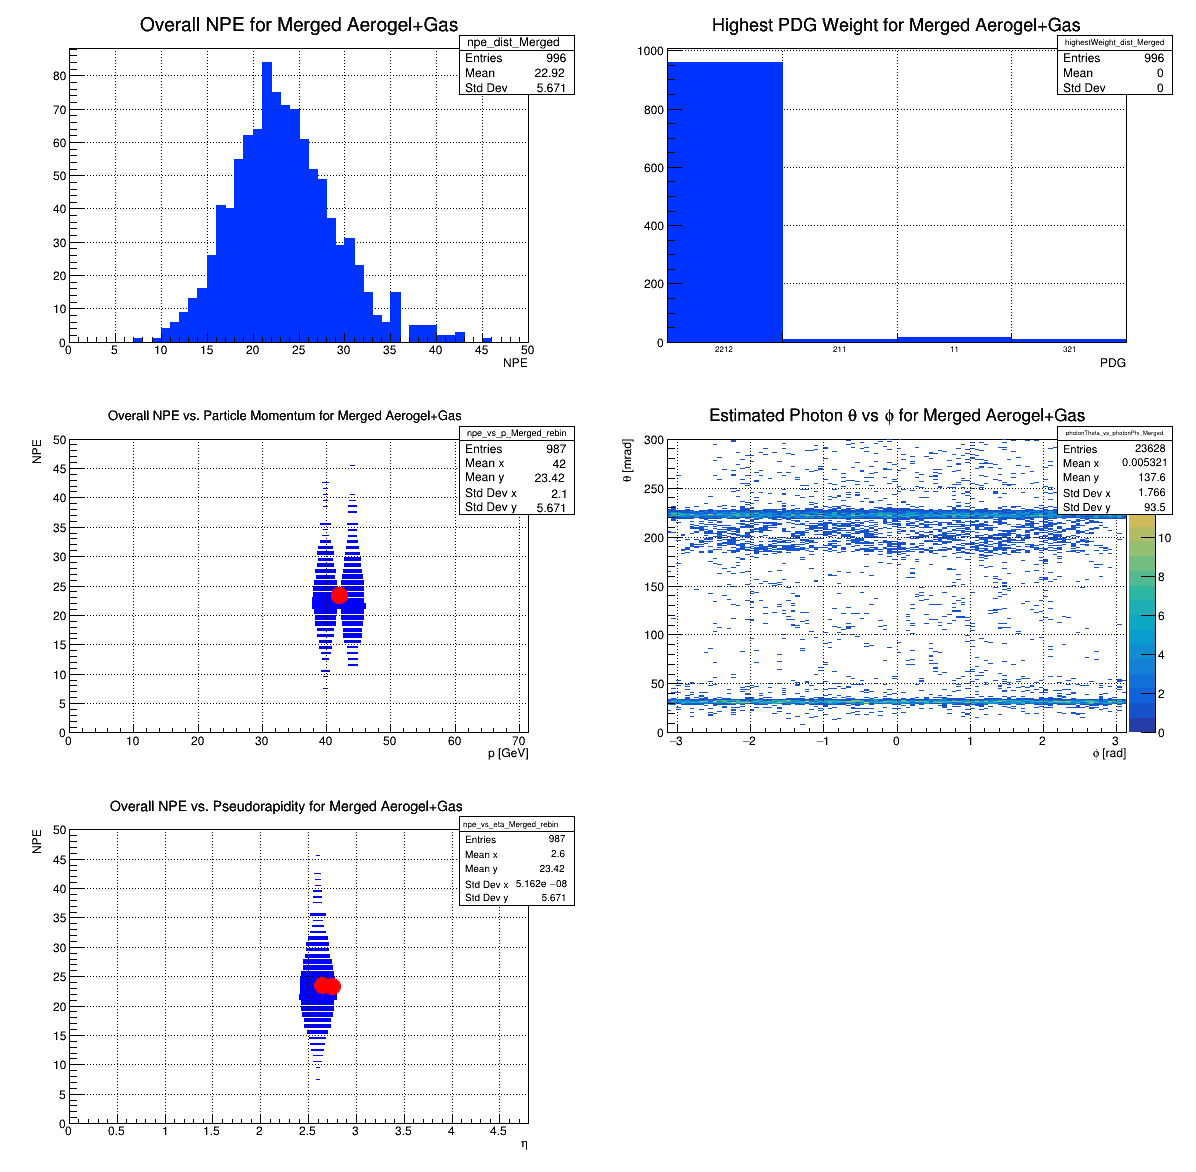 Overall NPE for Merged Aerogel+Gas
npe_dist_Merged
Entries 996
Mean 22.92
Std Dev 5.671
80
70
60
50
40
30
20
10
0
0 5 10 15 20 25 30 35 40 45 50
NPE
Highest PDG Weight for Merged Aerogel+Gas
highestWeight_dist_Merged
Entries 996
Mean 0
Std Dev 0
1000
800
600
400
200
0
2212 211 11 321
PDG
Overall NPE vs. Particle Momentum for Merged Aerogel+Gas
npe_vs_p_Merged_rebin
Entries 987
Mean x 42
Mean y 23.42
Std Dev x 2.1
Std Dev y 5.671
NPE
50
45
40
35
30
25
20
15
10
5
0
0 10 20 30 40 50 60 70
p [GeV]
Estimated Photon θ vs ϕ for Merged Aerogel+Gas
photonTheta_vs_photonPhi_Merged
Entries 23628
Mean x 0.005321
Mean y 137.6
Std Dev x 1.766
Std Dev y 93.5
θ [mrad]
300
250
200
150
100
50
0
−3 −2 −1 0 1 2 3
ϕ [rad]
10
8
6
4
2
0
Overall NPE vs. Pseudorapidity for Merged Aerogel+Gas
npe_vs_eta_Merged_rebin
Entries 987
Mean x 2.6
Mean y 23.42
Std Dev x 5.162e −08
Std Dev y 5.671
NPE
50
45
40
35
30
25
20
15
10
5
0
0 0.5 1 1.5 2 2.5 3 3.5 4 4.5
η